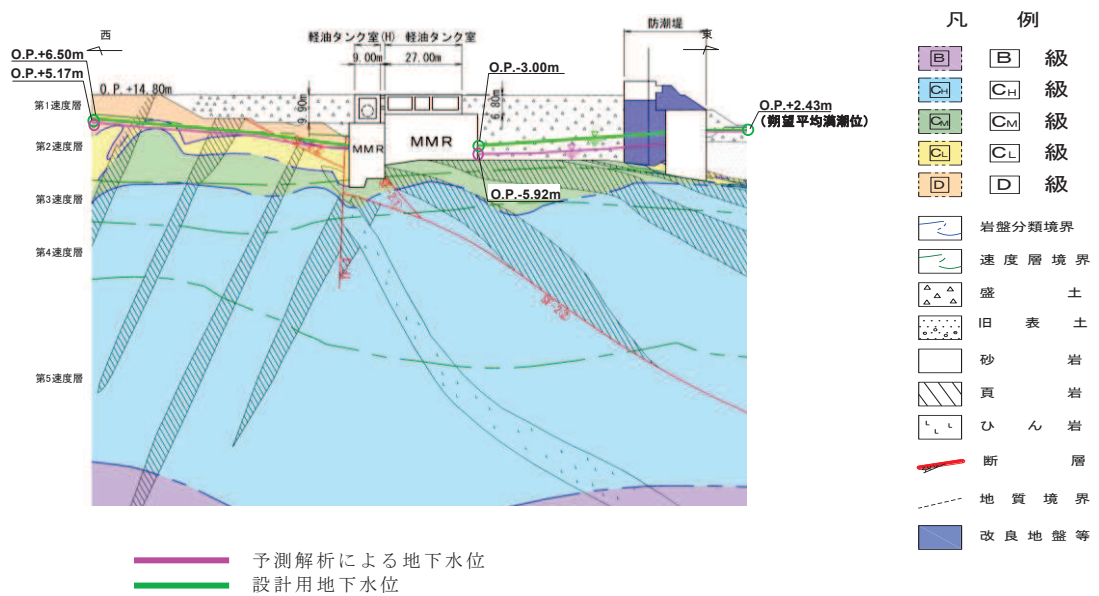 西
O.P.+6.50m
O.P.+5.17m
O.P.+14.80m
軽油タンク室(H)
軽油タンク室
9.00m
27.00m
9.90m
6.80m
O.P.-3.00m
防潮堤
東
O.P.+2.43m
(朔望平均満潮位)
第1速度層
第2速度層
第3速度層
第4速度層
第5速度層
MMR
MMR
O.P.-5.92m
凡 例
B B 級
CH CH 級
CM CM 級
CL CL 級
D D 級
岩盤分類境界
速度層境界
盛土
旧表土
砂岩
頁岩
ひん岩
断層
地質境界
改良地盤等
予測解析による地下水位
設計用地下水位